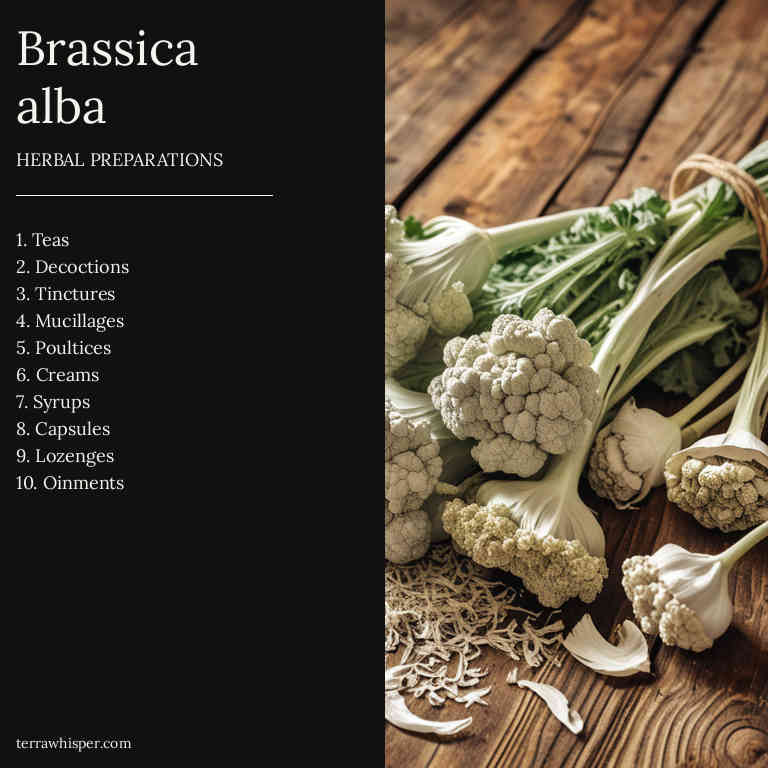 Brassica
alba
HERBAL PREPARATIONS
1. Teas
2. Decoctions
3. Tinctures
4. Mucillages
5. Poultices
6. Creams
7. Syrups
8. Capsules
9. Lozenges
10. Oinments
terrawhisper.com